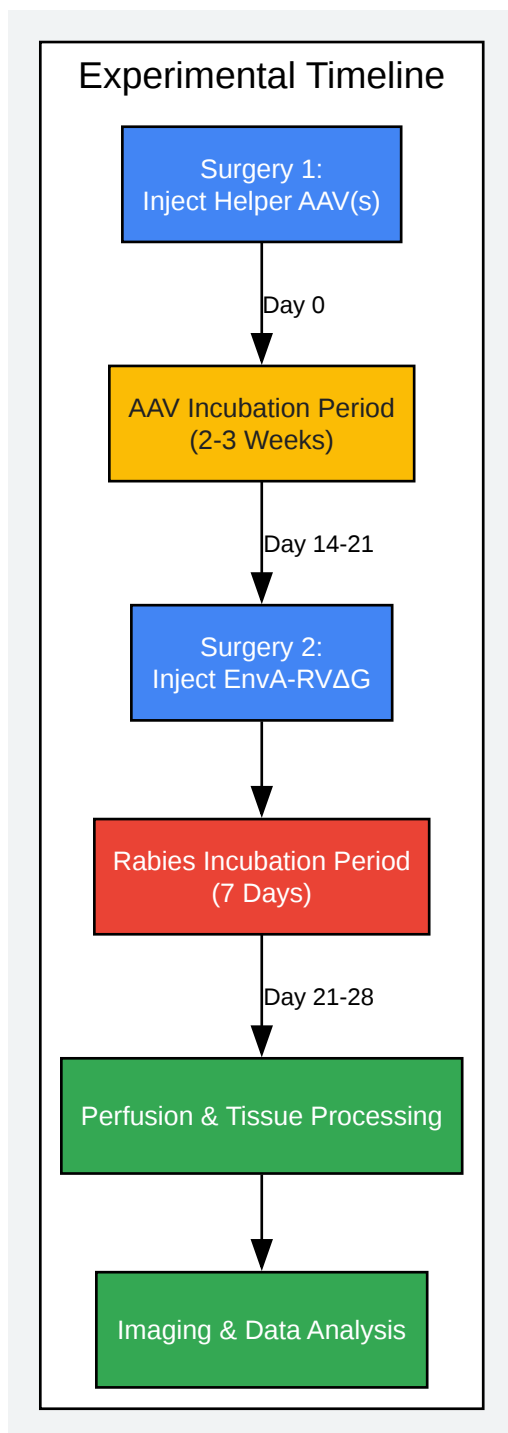 Experimental Timeline
Surgery 1:
Inject Helper AAV(s)
Day 0
AAV Incubation Period
(2-3 Weeks)
Day 14-21
Surgery 2:
Inject EnvA-RVΔG
Rabies Incubation Period
(7 Days)
Day 21-28
Perfusion & Tissue Processing
Imaging & Data Analysis